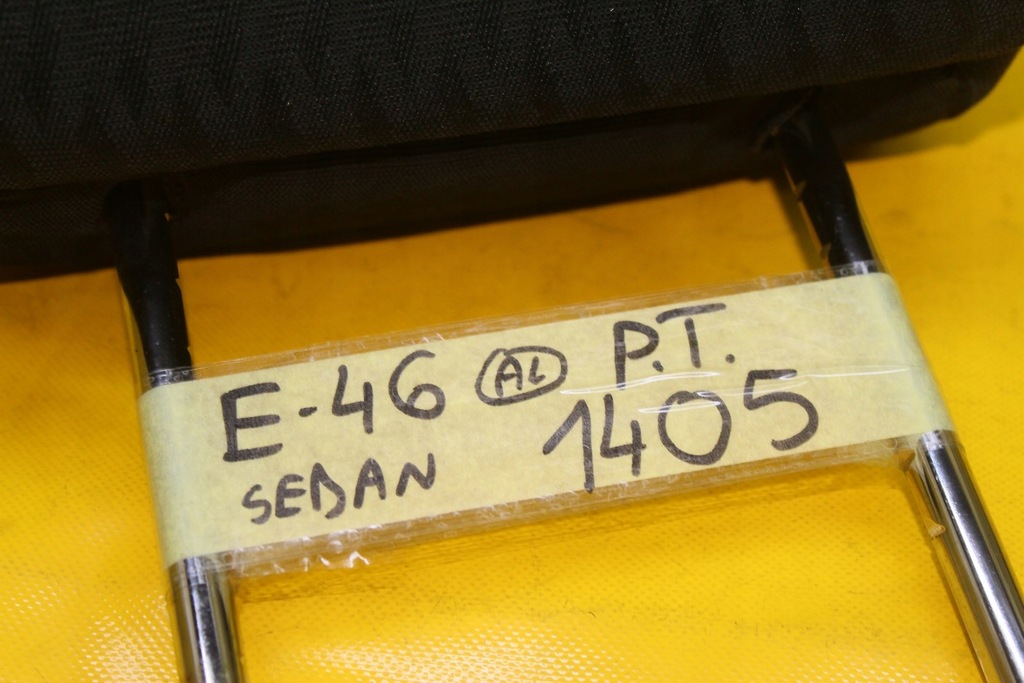 E-46 AL P.T.
SEDAN 1405